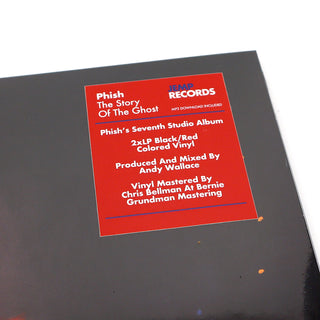 Phish
The Story
Of The Ghost
JEMP
RECORDS
MP3 DOWNLOAD INCLUDED
Phish's Seventh Studio Album
2xLP Black/Red
Colored Vinyl
Produced And Mixed By
Andy Wallace
Vinyl Mastered By
Chris Bellman At Bernie
Grundman Mastering